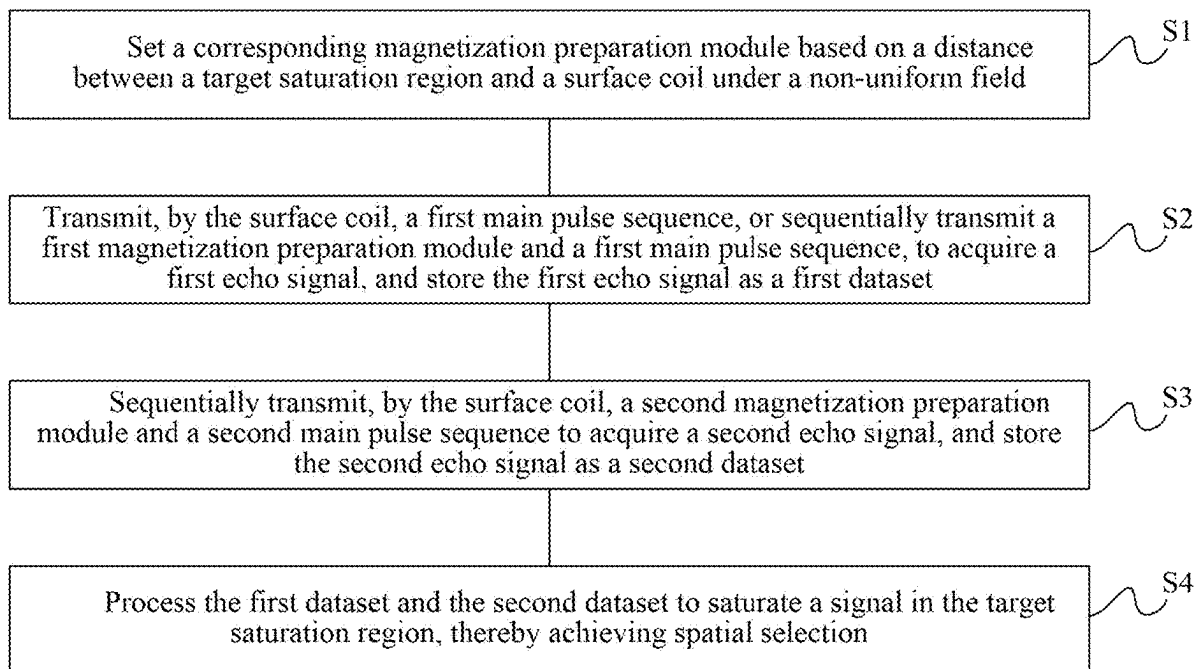 Set a corresponding magnetization preparation module based on a distance
between a target saturation region and a surface coil under a non-uniform field
S1
Transmit, by the surface coil, a first main pulse sequence, or sequentially transmit a
first magnetization preparation module and a first main pulse sequence, to acquire a
first echo signal, and store the first echo signal as a first dataset
S2
Sequentially transmit, by the surface coil, a second magnetization preparation
module and a second main pulse sequence to acquire a second echo signal, and store
the second echo signal as a second dataset
S3
Process the first dataset and the second dataset to saturate a signal in the target
saturation region, thereby achieving spatial selection
S4